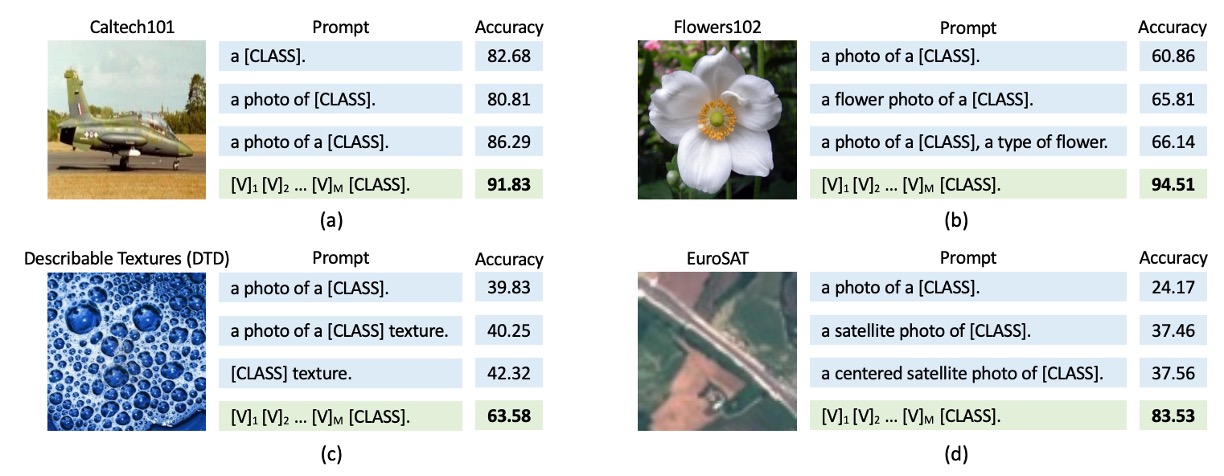 Caltech101 Prompt Accuracy
a [CLASS]. 82.68
a photo of [CLASS]. 80.81
a photo of a [CLASS]. 86.29
[V]₁ [V]₂ ... [V]ᴍ [CLASS]. 91.83
(a)
Flowers102 Prompt Accuracy
a photo of a [CLASS]. 60.86
a flower photo of a [CLASS]. 65.81
a photo of a [CLASS], a type of flower. 66.14
[V]₁ [V]₂ ... [V]ᴍ [CLASS]. 94.51
(b)
Describable Textures (DTD) Prompt Accuracy
a photo of a [CLASS]. 39.83
a photo of a [CLASS] texture. 40.25
[CLASS] texture. 42.32
[V]₁ [V]₂ ... [V]ᴍ [CLASS]. 63.58
(c)
EuroSAT Prompt Accuracy
a photo of a [CLASS]. 24.17
a satellite photo of [CLASS]. 37.46
a centered satellite photo of [CLASS]. 37.56
[V]₁ [V]₂ ... [V]ᴍ [CLASS]. 83.53
(d)